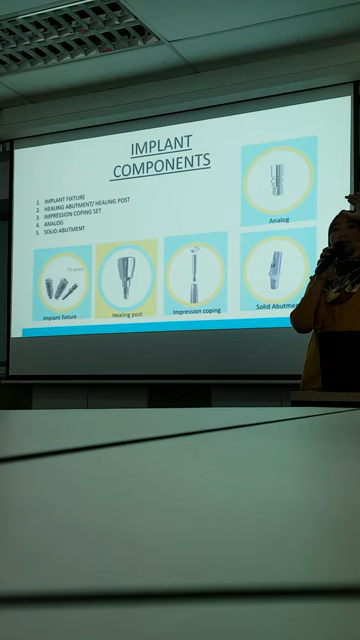 IMPLANT
COMPONENTS
1. IMPLANT FIXTURE
2. HEALING ABUTMENT/ HEALING POST
3. IMPRESSION COPING SET
4. ANALOG
5. SOLID ABUTMENT
Analog
Implant fixture
Healing post
Impression coping
Solid Abutme